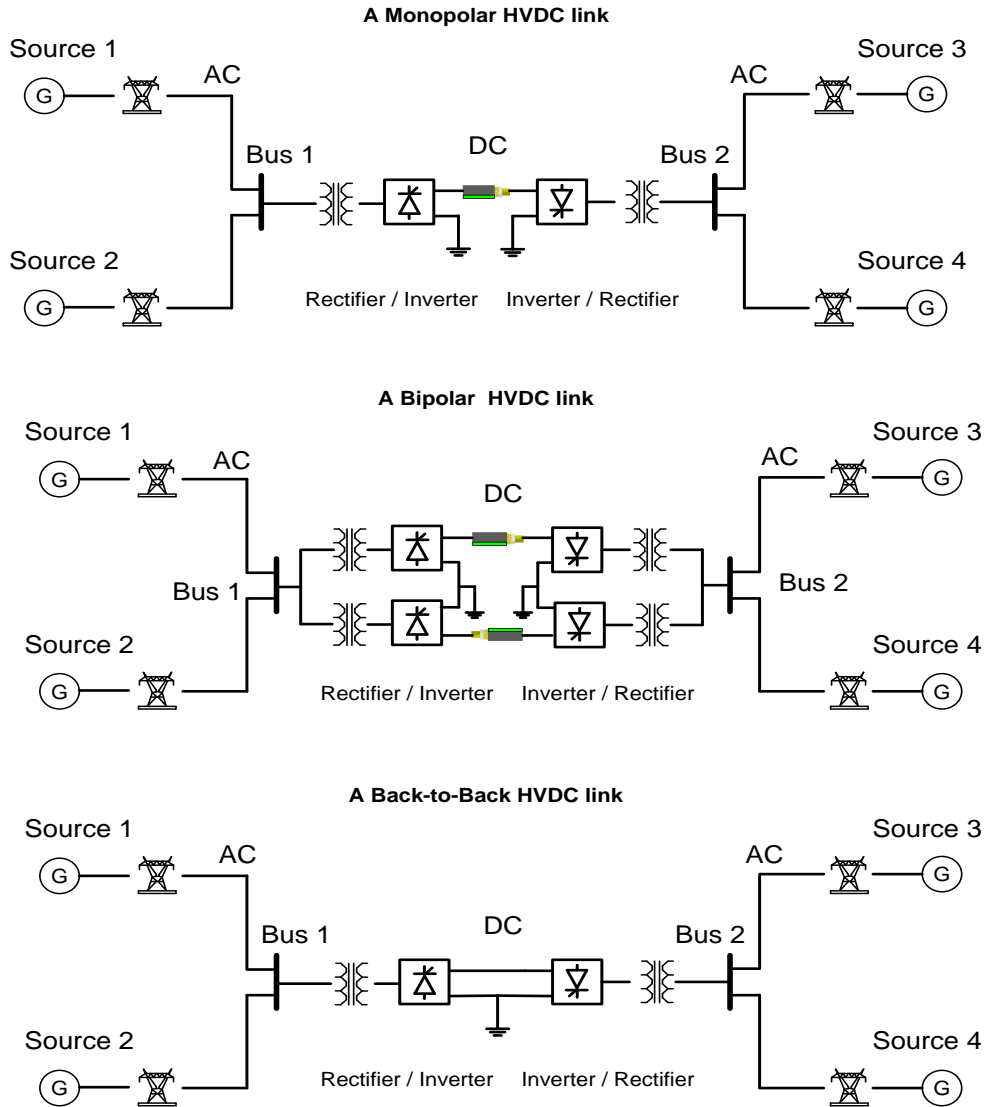 A Monopolar HVDC link
Source 1
Source 3
AC
AC
G
G
DC
Bus 1
Bus 2
Source 2
Source 4
G
G
Rectifier / Inverter
Inverter / Rectifier
A Bipolar HVDC link
Source 1
Source 3
AC
AC
G
G
DC
Bus 1
Bus 2
Source 2
Source 4
G
G
Rectifier / Inverter
Inverter / Rectifier
A Back-to-Back HVDC link
Source 1
Source 3
AC
AC
G
G
DC
Bus 1
Bus 2
Source 2
Source 4
Rectifier / Inverter
Inverter / Rectifier
G
G